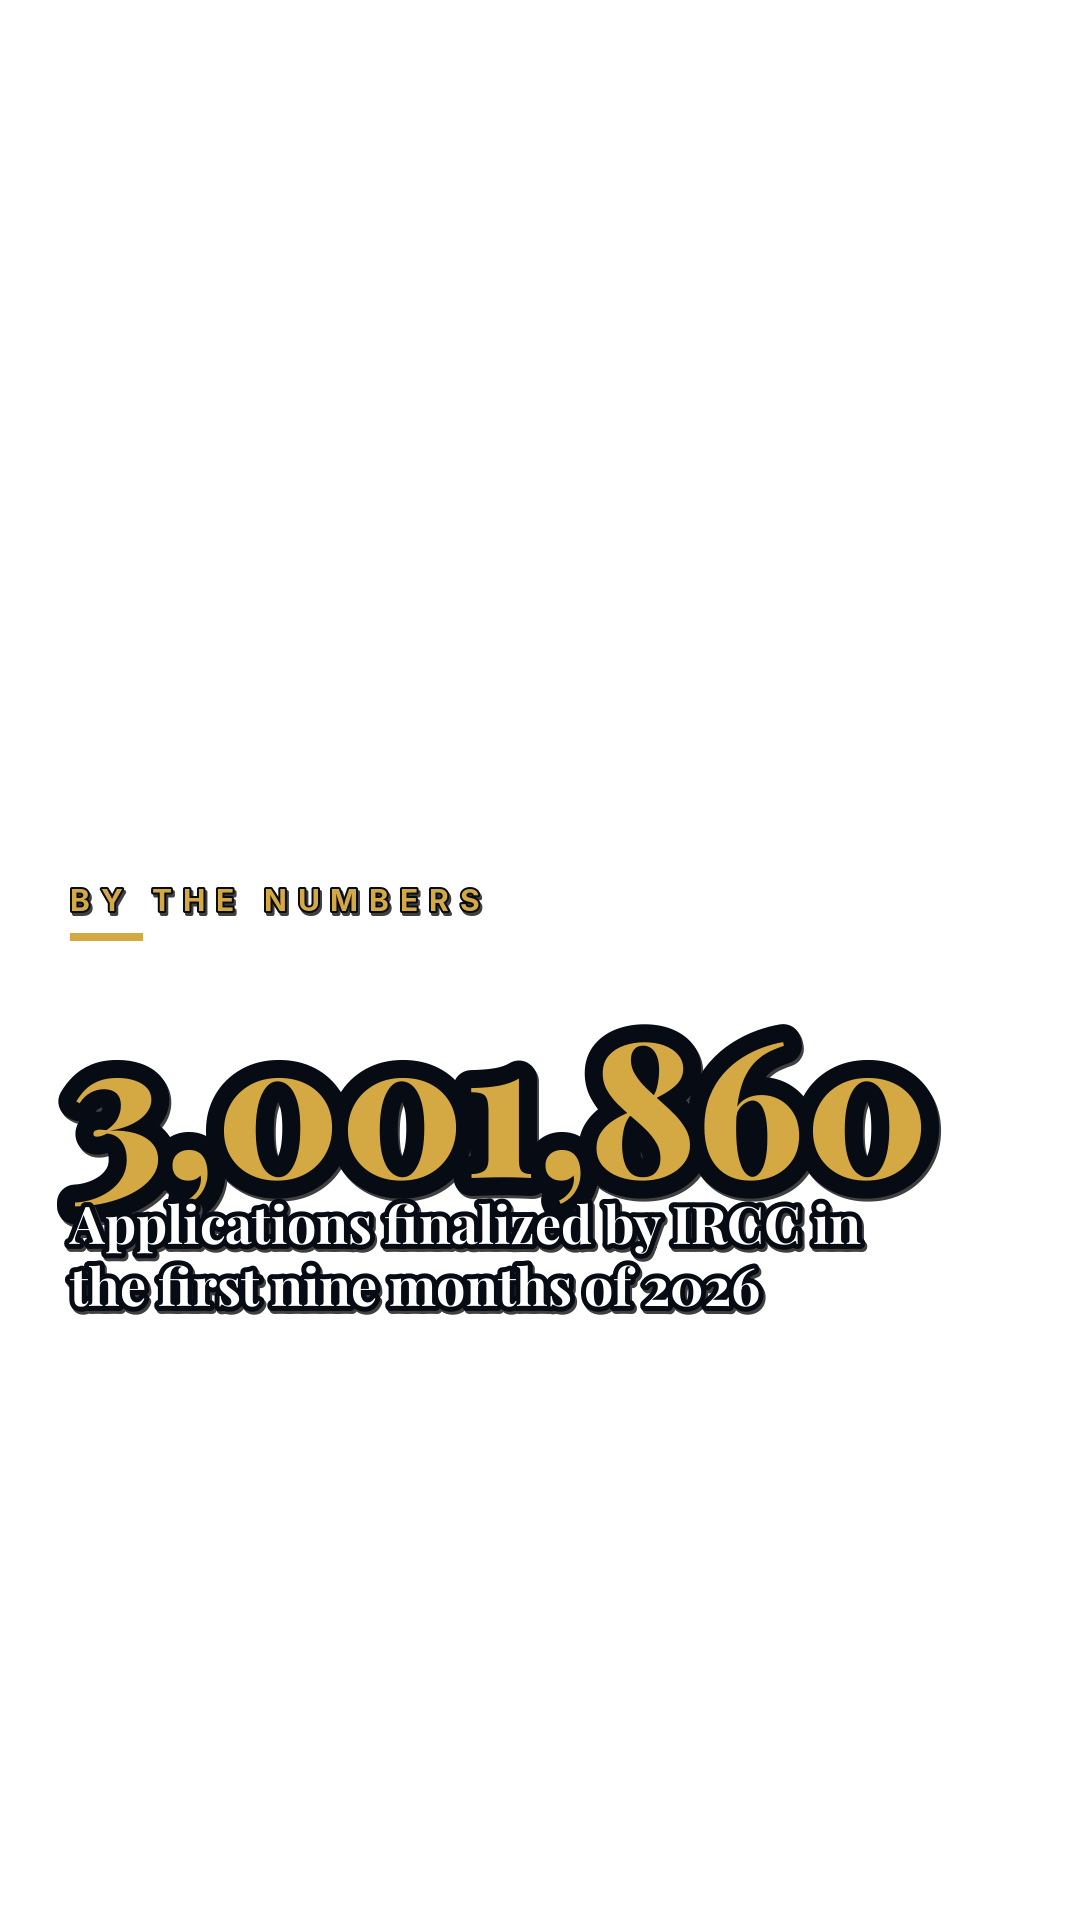 BY THE NUMBERS
3,001,860
Applications finalized by IRCC in
the first nine months of 2026